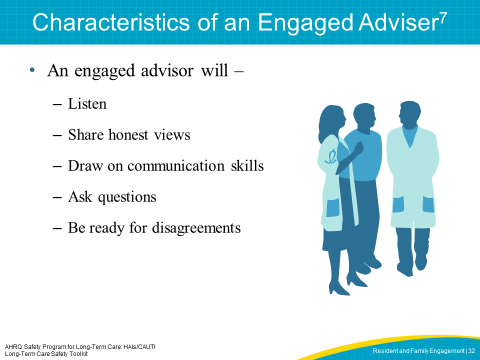 Characteristics of an Engaged Adviser7
• An engaged advisor will –
– Listen
– Share honest views
– Draw on communication skills
– Ask questions
– Be ready for disagreements
AHRQ Safety Program for Long-Term Care: HAIs/CAUTI
Long-Term Care Safety Toolkit
Resident and Family Engagement | 32